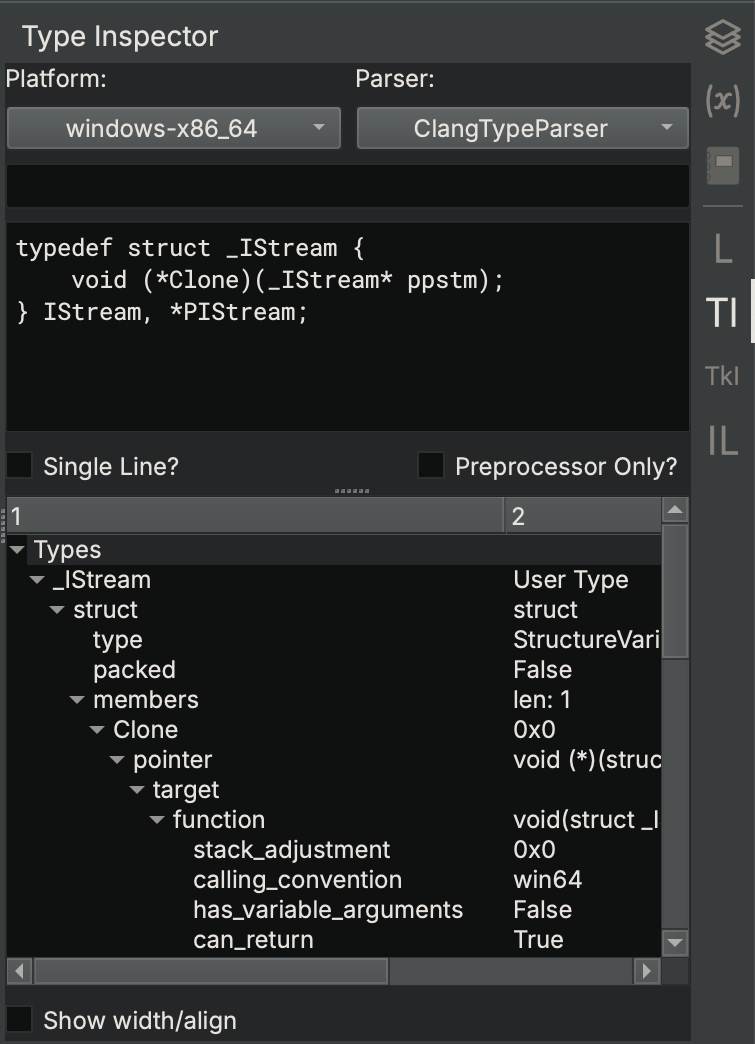 Type Inspector
Platform: Parser:
windows-x86_64 ClangTypeParser
(x)
typedef struct _IStream {
    void (*Clone)(_IStream* ppstm);
} IStream, *PIStream;
L
TI
TkI
IL
Single Line? Preprocessor Only?
1 2
Types
_IStream User Type
struct struct
type StructureVari
packed False
members len: 1
Clone 0x0
pointer void (*)(struc
target
function void(struct _I
stack_adjustment 0x0
calling_convention win64
has_variable_arguments False
can_return True
Show width/align